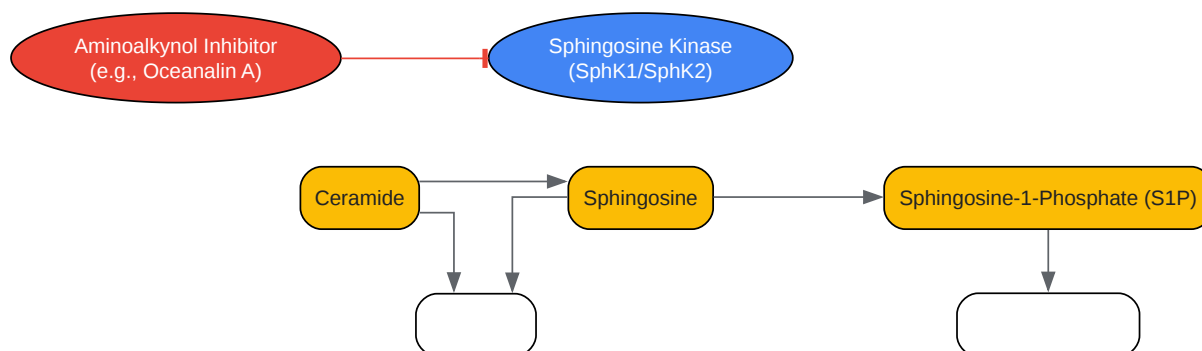 Aminoalkynol Inhibitor
(e.g., Oceanalin A)
Sphingosine Kinase
(SphK1/SphK2)
Ceramide
Sphingosine
Sphingosine-1-Phosphate (S1P)